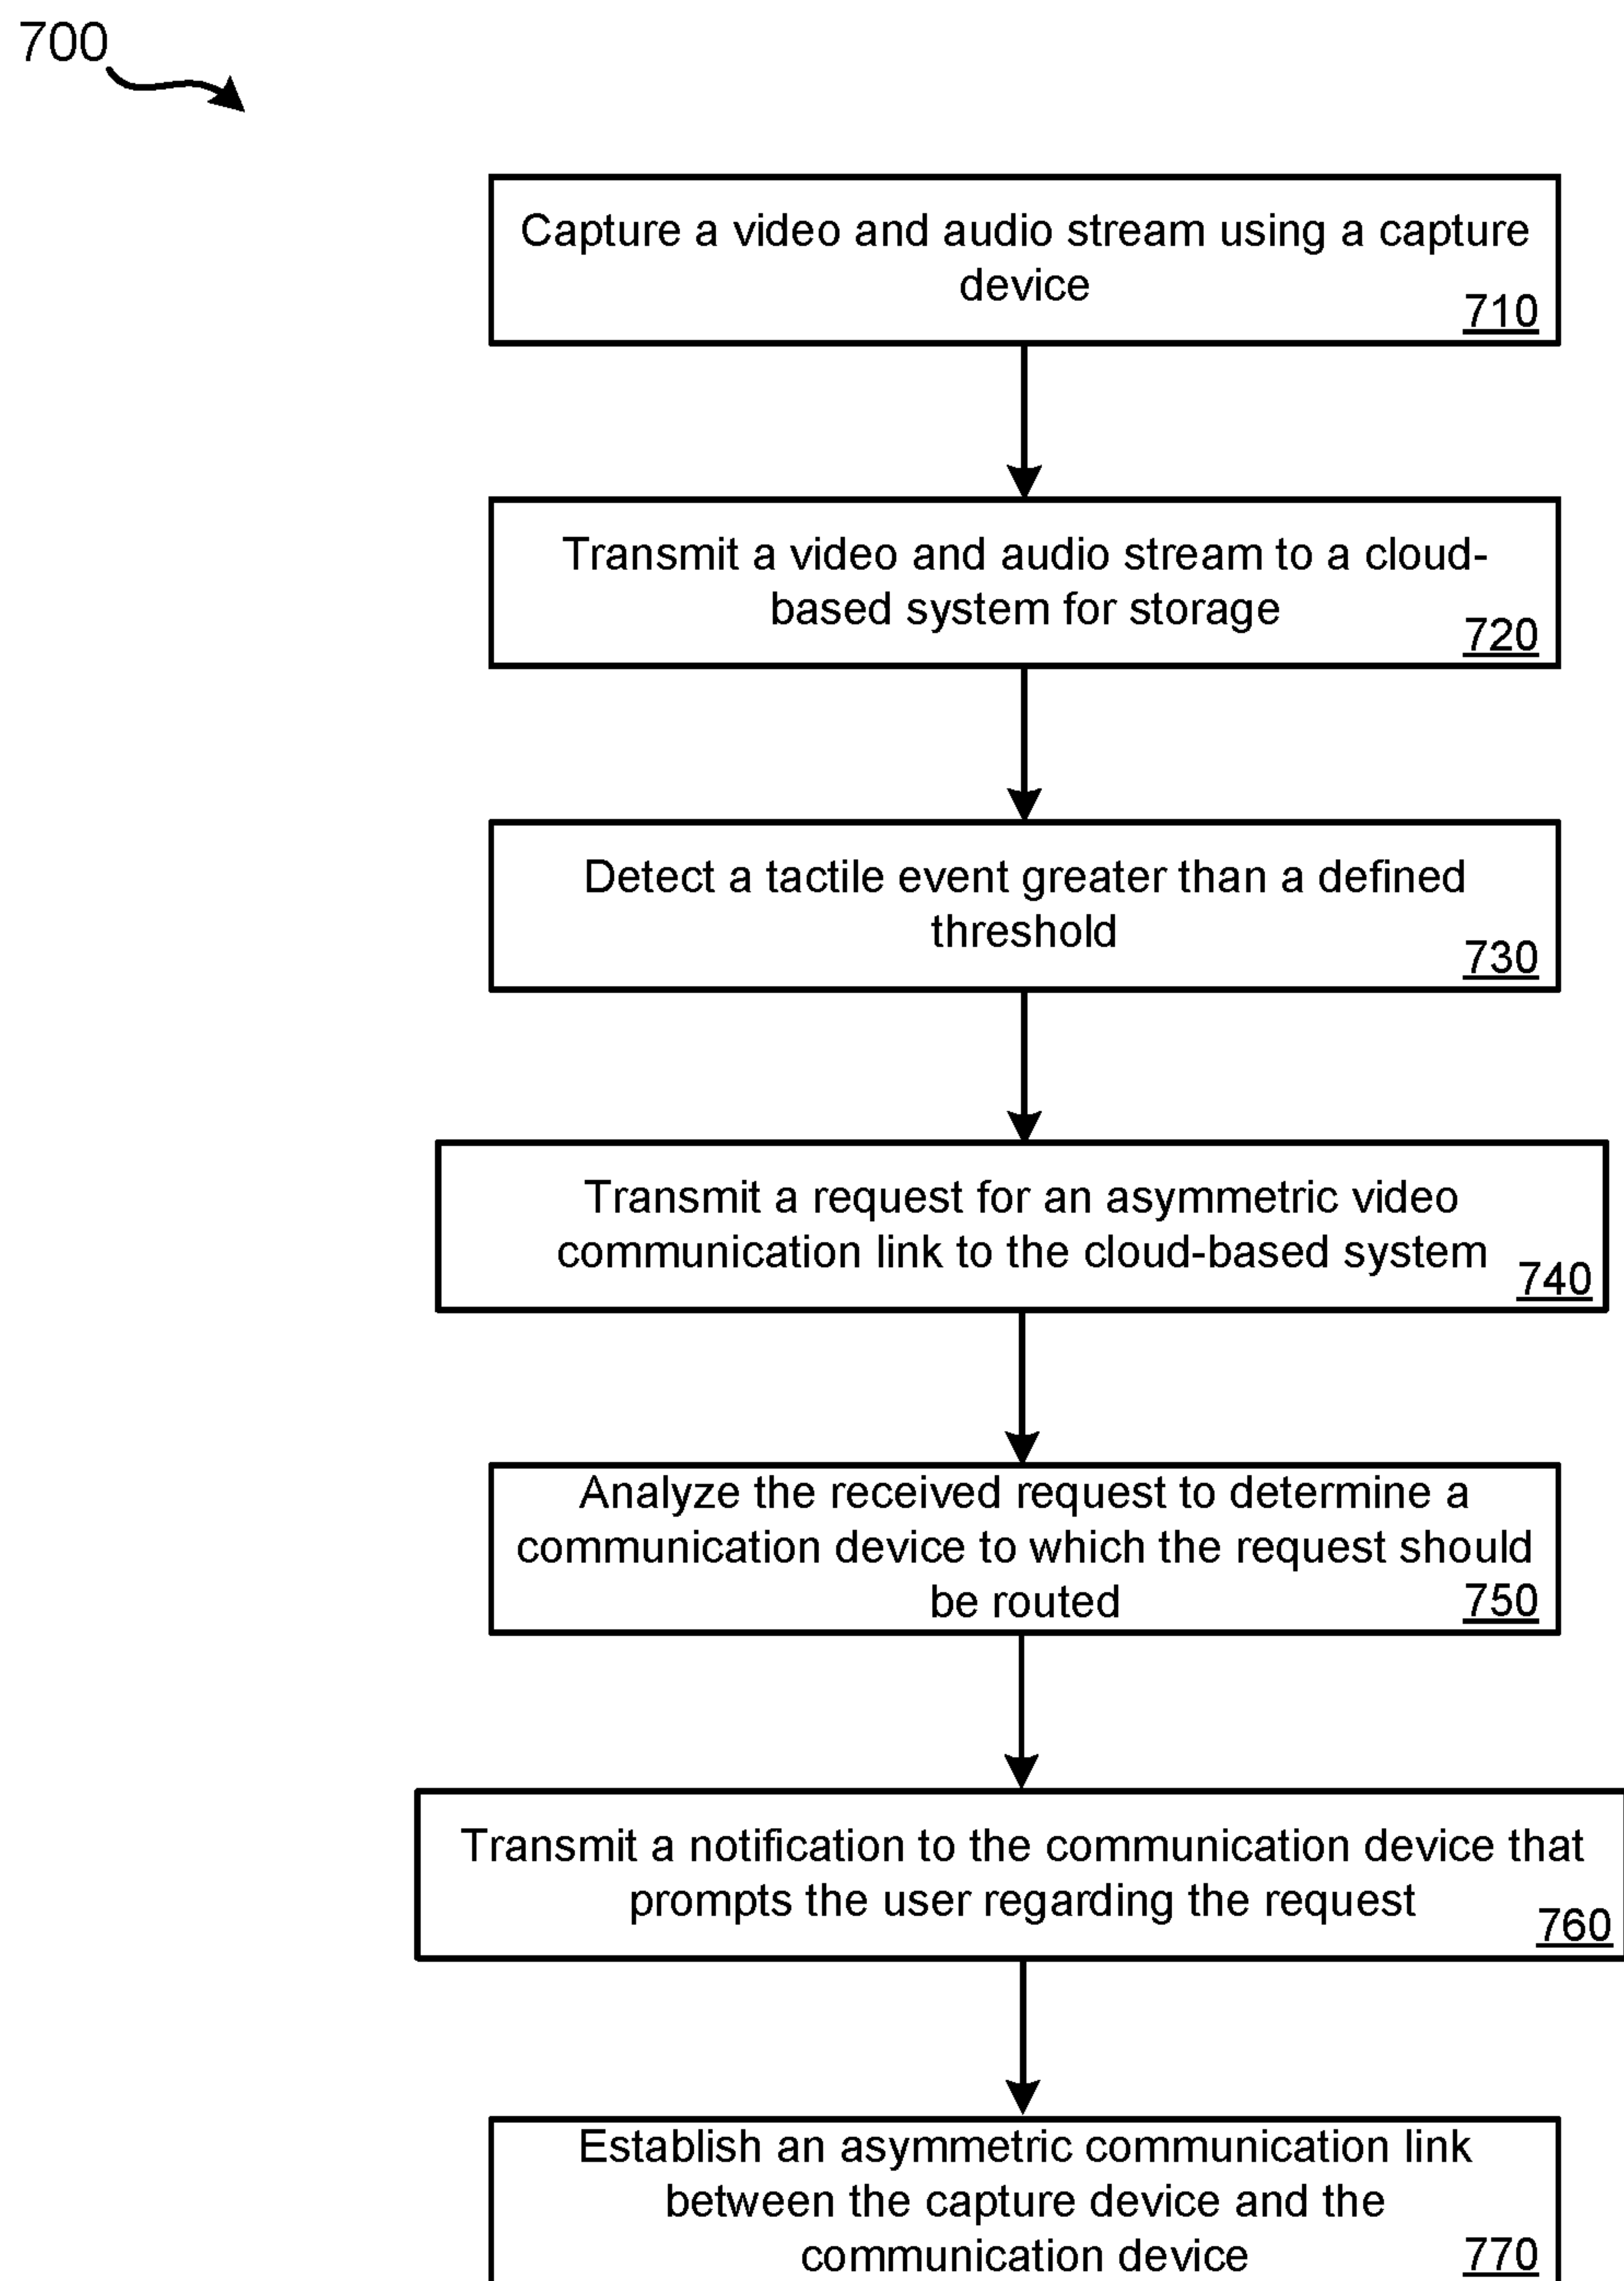 700
Capture a video and audio stream using a capture
device
710
Transmit a video and audio stream to a cloud-
based system for storage
720
Detect a tactile event greater than a defined
threshold
730
Transmit a request for an asymmetric video
communication link to the cloud-based system
740
Analyze the received request to determine a
communication device to which the request should
be routed
750
Transmit a notification to the communication device that
prompts the user regarding the request
760
Establish an asymmetric communication link
between the capture device and the
communication device
770